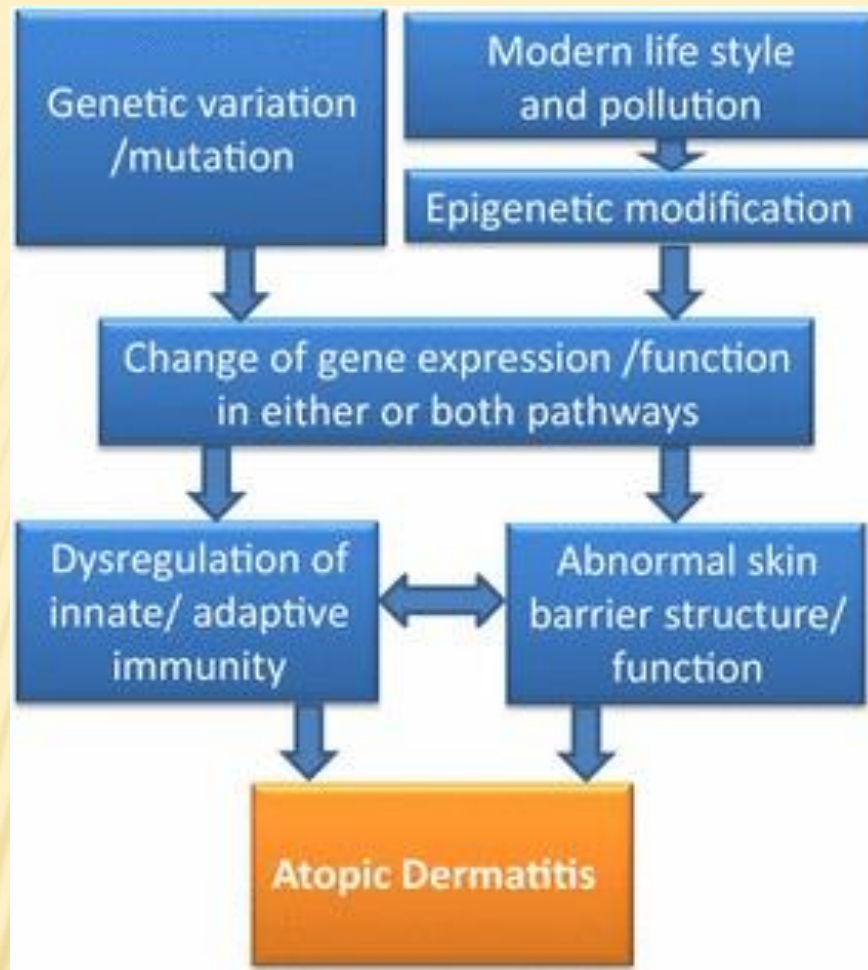 Genetic variation
/mutation
Modern life style
and pollution
Epigenetic modification
Change of gene expression /function
in either or both pathways
Dysregulation of
innate/ adaptive
immunity
Abnormal skin
barrier structure/
function
Atopic Dermatitis